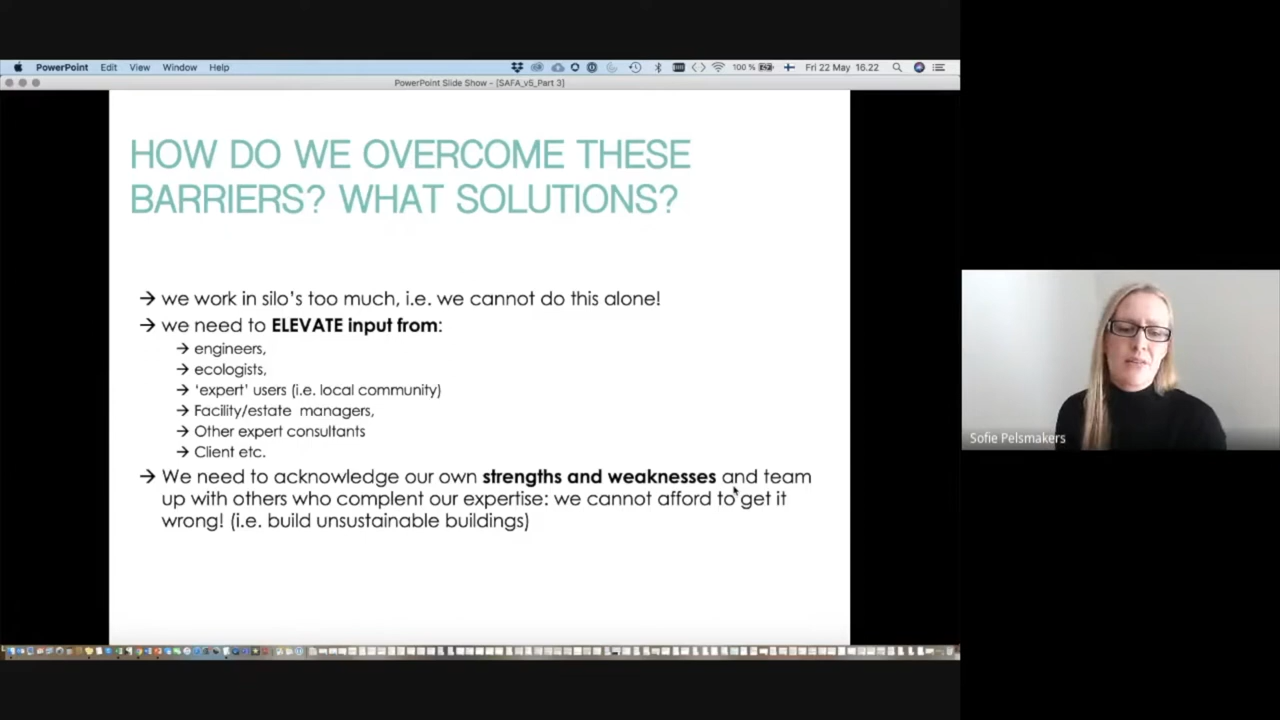 PowerPoint Edit View Window Help 100 % Fri 22 May 16.22
PowerPoint Slide Show - [SAFA_v5_Part 3]
HOW DO WE OVERCOME THESE
BARRIERS? WHAT SOLUTIONS?
→ we work in silo's too much, i.e. we cannot do this alone!
→ we need to ELEVATE input from:
→ engineers,
→ ecologists,
→ ‘expert’ users (i.e. local community)
→ Facility/estate managers,
→ Other expert consultants
→ Client etc.
→ We need to acknowledge our own strengths and weaknesses and team
up with others who complent our expertise: we cannot afford to get it
wrong! (i.e. build unsustainable buildings)
Sofie Pelsmakers